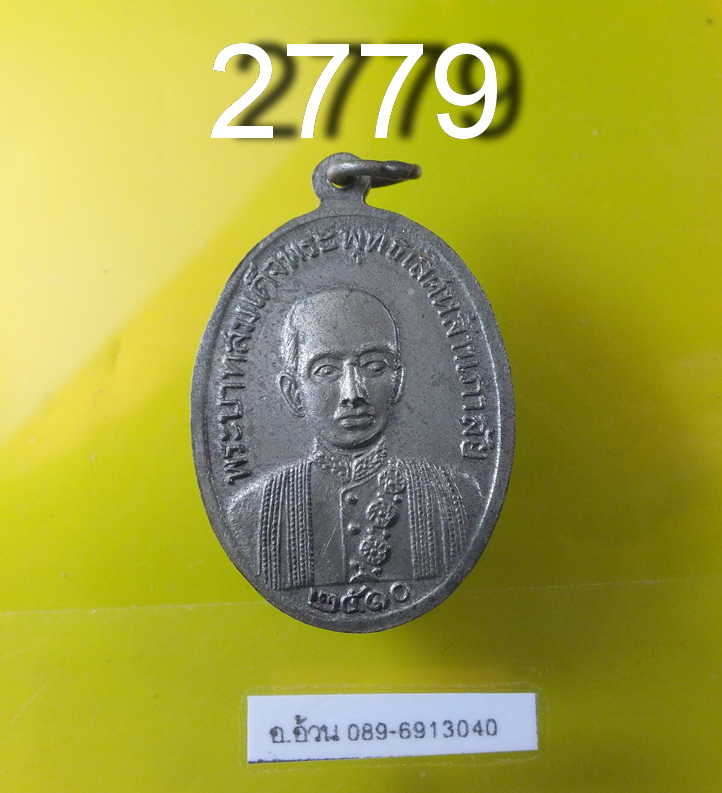 2779
พระบาทสมเด็จพระพุทธเลิศหล้านภาลัย
๒๕๑๐
อ.อ้วน 089-6913040